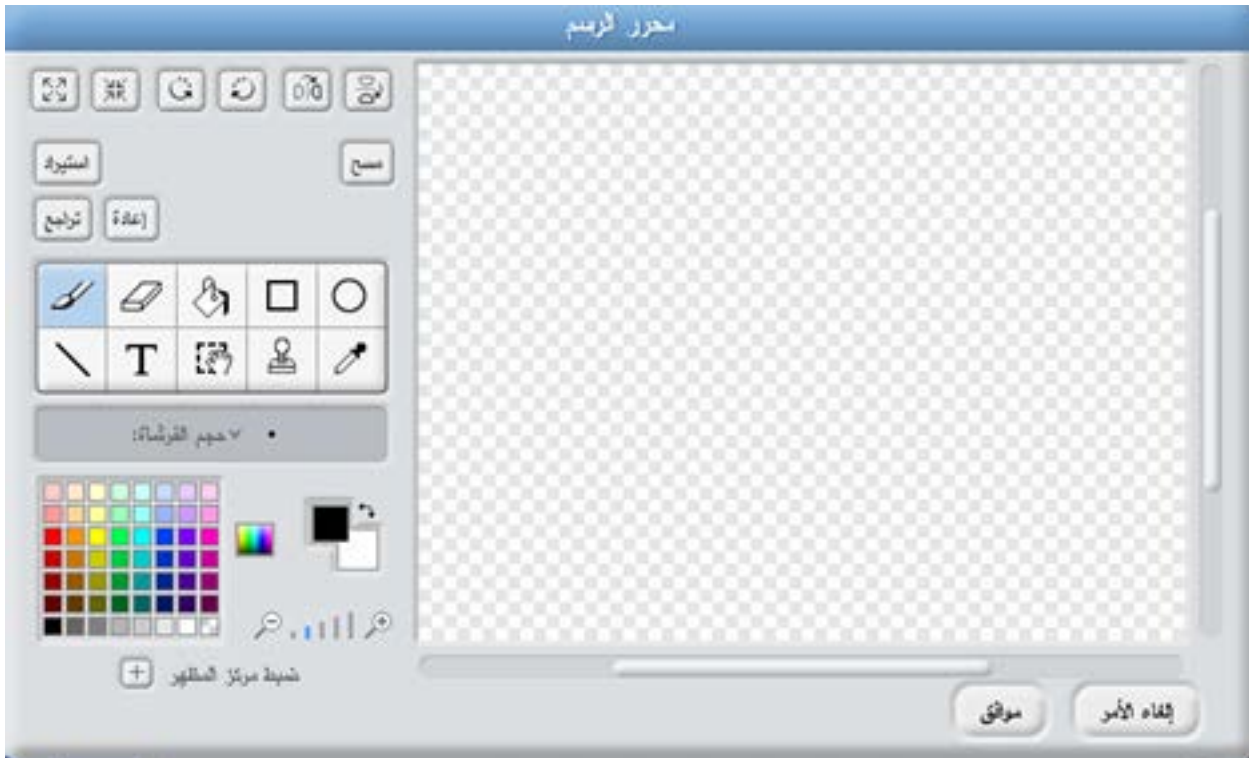 محرر الرسم
استيراد
مسح
تراجع
إعادة
T
حجم الفرشاة:
ضبط مركز المظهر
موافق
إلغاء الأمر